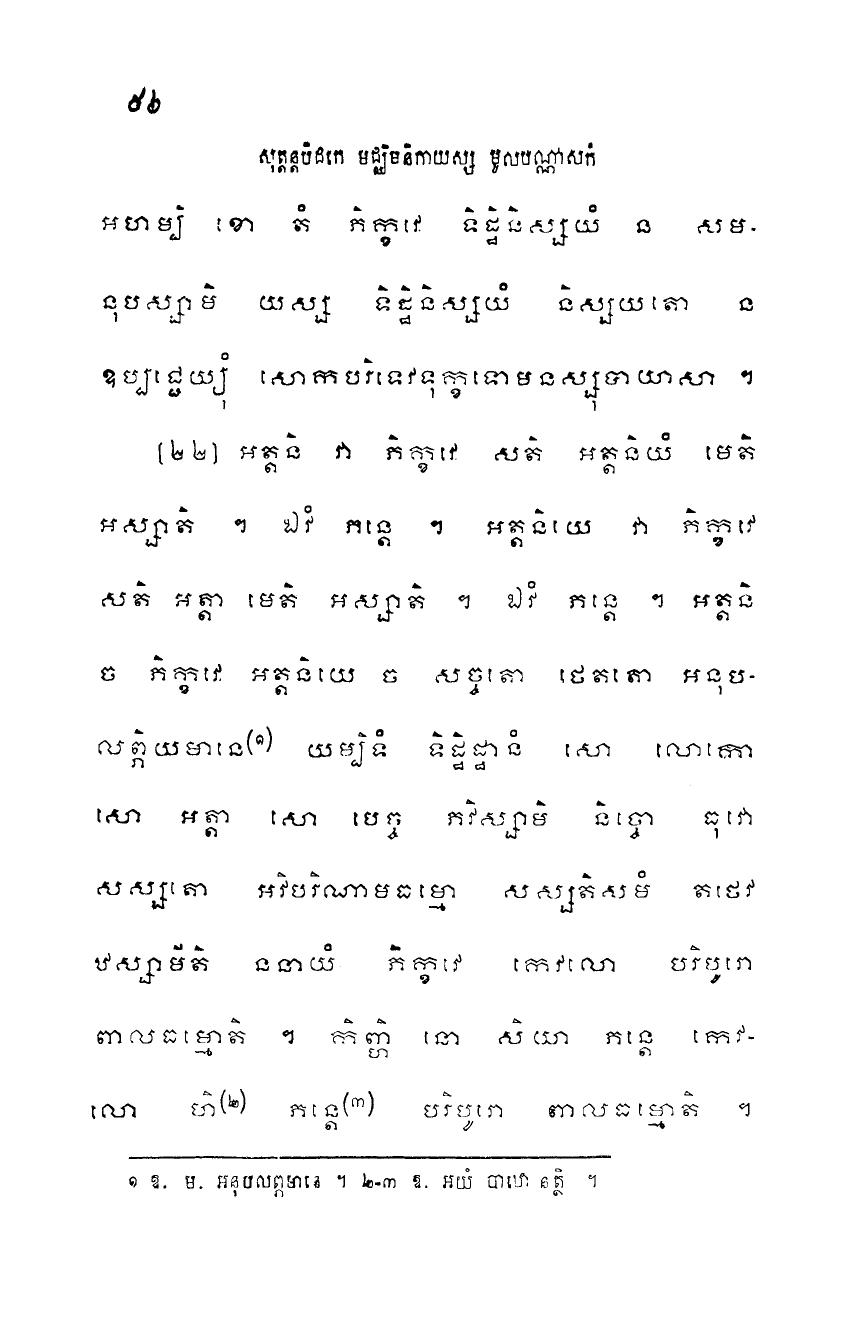 ៥៦
សុត្តន្តបិដកេ មជ្ឈិមនិកាយស្ស មូលបណ្ណាសកំ
អហម្បិ ខោ តំ ភិក្ខវេ ទិដ្ឋិនិស្សយំ ន សម-
នុបស្សាមិ យស្ស ទិដ្ឋិនិស្សយំ និស្សយតោ ន
ឧប្បជ្ជេយ្យុំ សោកបរិទេវទុក្ខទោមនស្សុបាយាសា ។
(២២) អត្តនិ វា ភិក្ខវេ សតិ អត្តនិយំ មេតិ
អស្សាតិ ។ ឯវំ ភន្តេ ។ អត្តនិយេ វា ភិក្ខវេ
សតិ អត្តា មេតិ អស្សាតិ ។ ឯវំ ភន្តេ ។ អត្តនិ
ច ភិក្ខវេ អត្តនិយេ ច សច្ចតោ ថេតតោ អនុប-
លព្ភិយមានេ(១) យម្បិទំ ទិដ្ឋិដ្ឋានំ សោ លោកោ
សោ អត្តា សោ បេច្ច ភវិស្សាមិ និច្ចោ ធុវោ
សស្សតោ អវិបរិណាមធម្មោ សស្សតិសមំ តថេវ
ឋស្សាមីតិ ននាយំ ភិក្ខវេ កេវលោ បរិបូរោ
ពាលធម្មោតិ ។ កិញ្ហិ នោ សិយា ភន្តេ កេវ-
លោ ហិ(២) ភន្តេ(៣) បរិបូរោ ពាលធម្មោតិ ។
១ ឱ. ម. អនុបលព្ភមានេ ។ ២-៣ ឱ. អយំ បាឋោ នត្ថិ ។